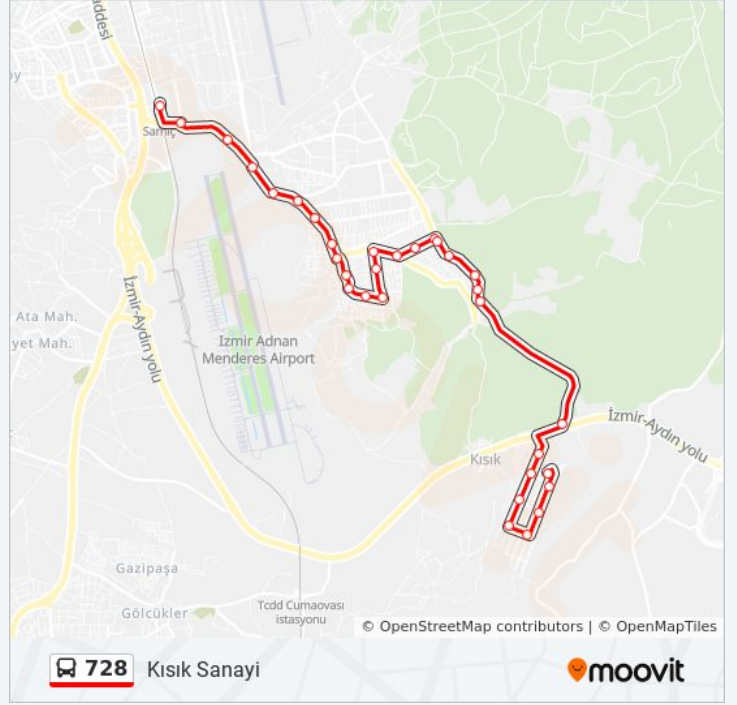 addesi
oy
Sarnıç
İzmir-Aydın yolu
Ata Mah.
yet Mah.
Izmir Adnan
Menderes Airport
İzmir-Aydın yolu
Kısık
Gazipaşa
Gölcükler
Tcdd Cumaovası
istasyonu
© OpenStreetMap contributors | © OpenMapTiles
728 Kısık Sanayi
moovit